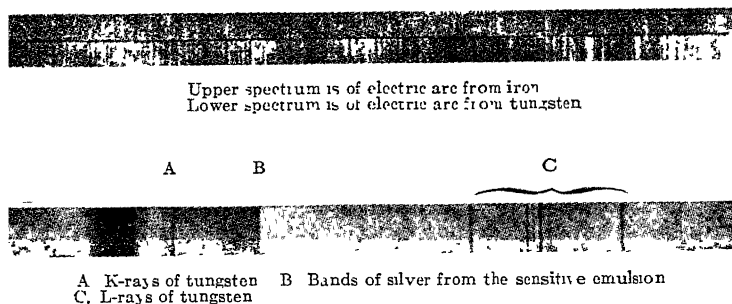 Upper spectrum is of electric arc from iron
Lower spectrum is of electric arc from tungsten
A B C
A K-rays of tungsten B Bands of silver from the sensitive emulsion
C, L-rays of tungsten